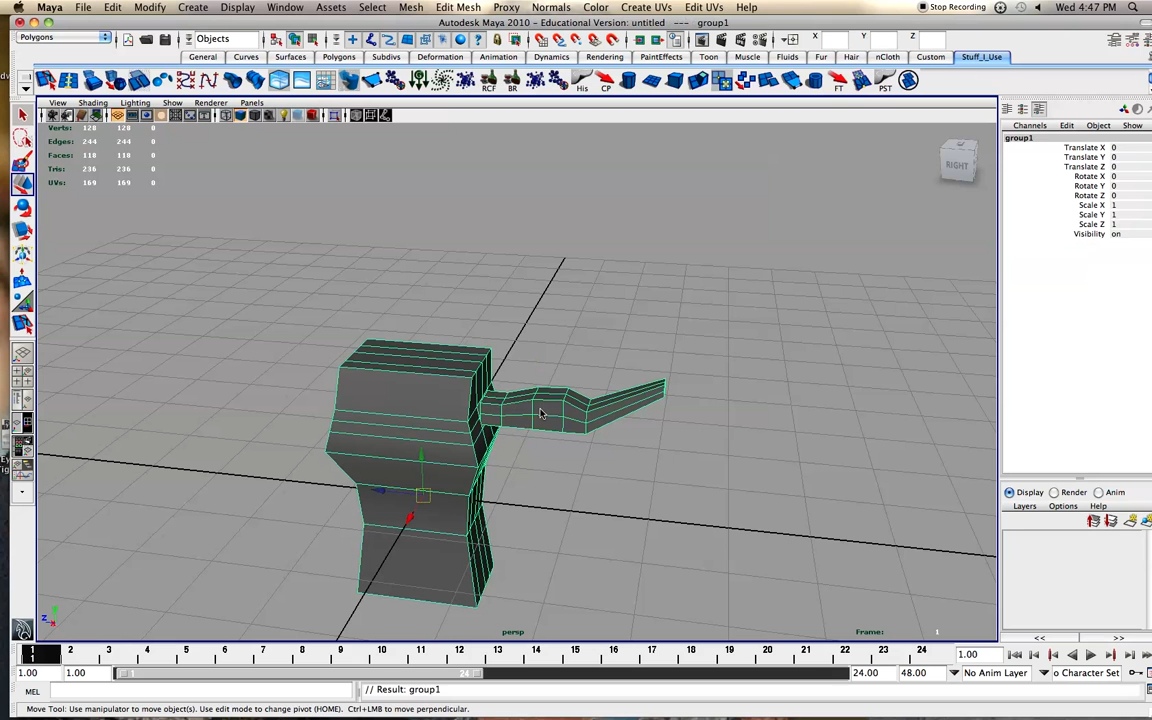 Maya File Edit Modify Create Display Window Assets Select Mesh Edit Mesh Proxy Normals Color Create UVs Edit UVs Help Stop Recording Wed 4:47 PM
Autodesk Maya 2010 - Educational Version: untitled --- group1
Polygons Objects X Y Z
General Curves Surfaces Polygons Subdivs Deformation Animation Dynamics Rendering PaintEffects Toon Muscle Fluids Fur Hair nCloth Custom Stuff_I_Use
RCF BR His CP FT PST
View Shading Lighting Show Renderer Panels
Channels Edit Object Show
Verts: 128 128 0
Edges: 244 244 0
Faces: 118 118 0
Tris: 236 236 0
UVs: 169 169 0
RIGHT
group1
Translate X 0
Translate Y 0
Translate Z 0
Rotate X 0
Rotate Y 0
Rotate Z 0
Scale X 1
Scale Y 1
Scale Z 1
Visibility on
Display Render Anim
Layers Options Help
Y
Z
persp
Frame: 1
<< >>
1 2 3 4 5 6 7 8 9 10 11 12 13 14 15 16 17 18 19 20 21 22 23 24
1 1.00
1.00 1.00 1 24 24.00 48.00 No Anim Layer o Character Set
MEL // Result: group1
Move Tool: Use manipulator to move object(s). Use edit mode to change pivot (HOME). Ctrl+LMB to move perpendicular.